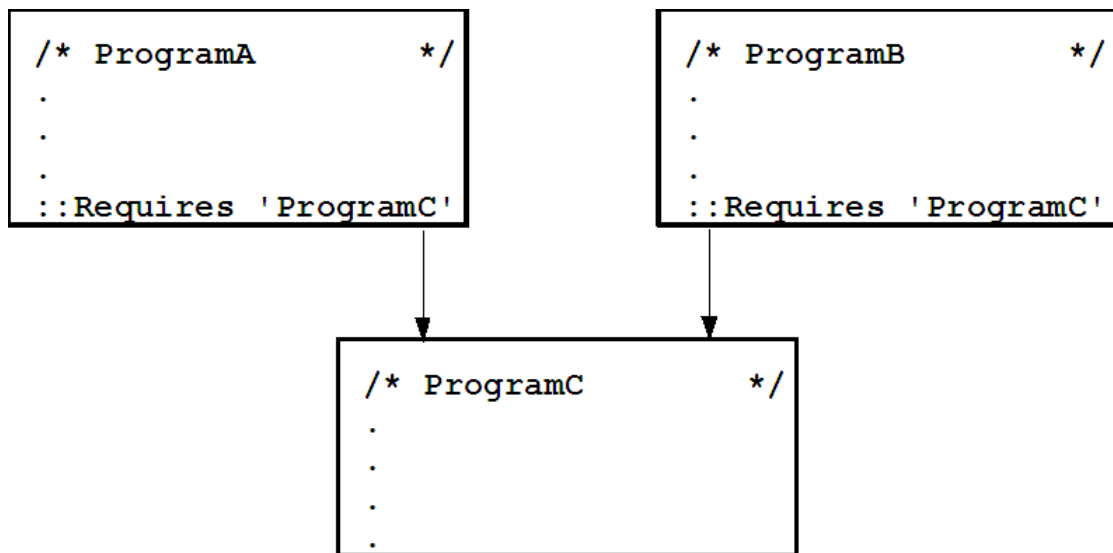 /* ProgramA          */
.
.
.
::Requires 'ProgramC'
/* ProgramB          */
.
.
.
::Requires 'ProgramC'
/* ProgramC          */
.
.
.
.